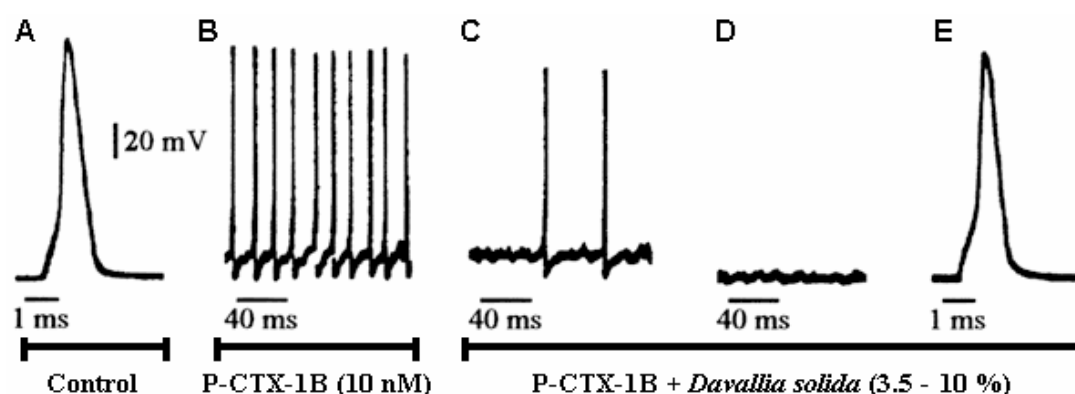 A B C D E
20 mV
1 ms 40 ms 40 ms 40 ms 1 ms
Control P-CTX-1B (10 nM) P-CTX-1B + Davallia solida (3.5 - 10 %)